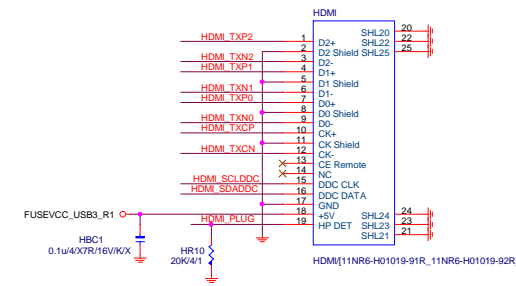 HDMI
HDMI_TXP2 1 D2+ SHL20 20
2 D2 Shield SHL22 22
HDMI_TXN2 3 D2- SHL25 25
HDMI_TXP1 4 D1+
5 D1 Shield
HDMI_TXN1 6 D1-
HDMI_TXP0 7 D0+
8 D0 Shield
HDMI_TXN0 9 D0-
HDMI_TXCP 10 CK+
11 CK Shield
HDMI_TXCN 12 CK-
13 CE Remote
14 NC
HDMI_SCLDDC 15 DDC CLK
HDMI_SDADDC 16 DDC DATA
17 GND
FUSEVCC_USB3_R1 18 +5V SHL24 24
HDMI_PLUG 19 HP DET SHL23 23
SHL21 21
HBC1
0.1u/4/X7R/16V/K/X
HR10
20K/4/1
HDMI/[11NR6-H01019-91R_11NR6-H01019-92R